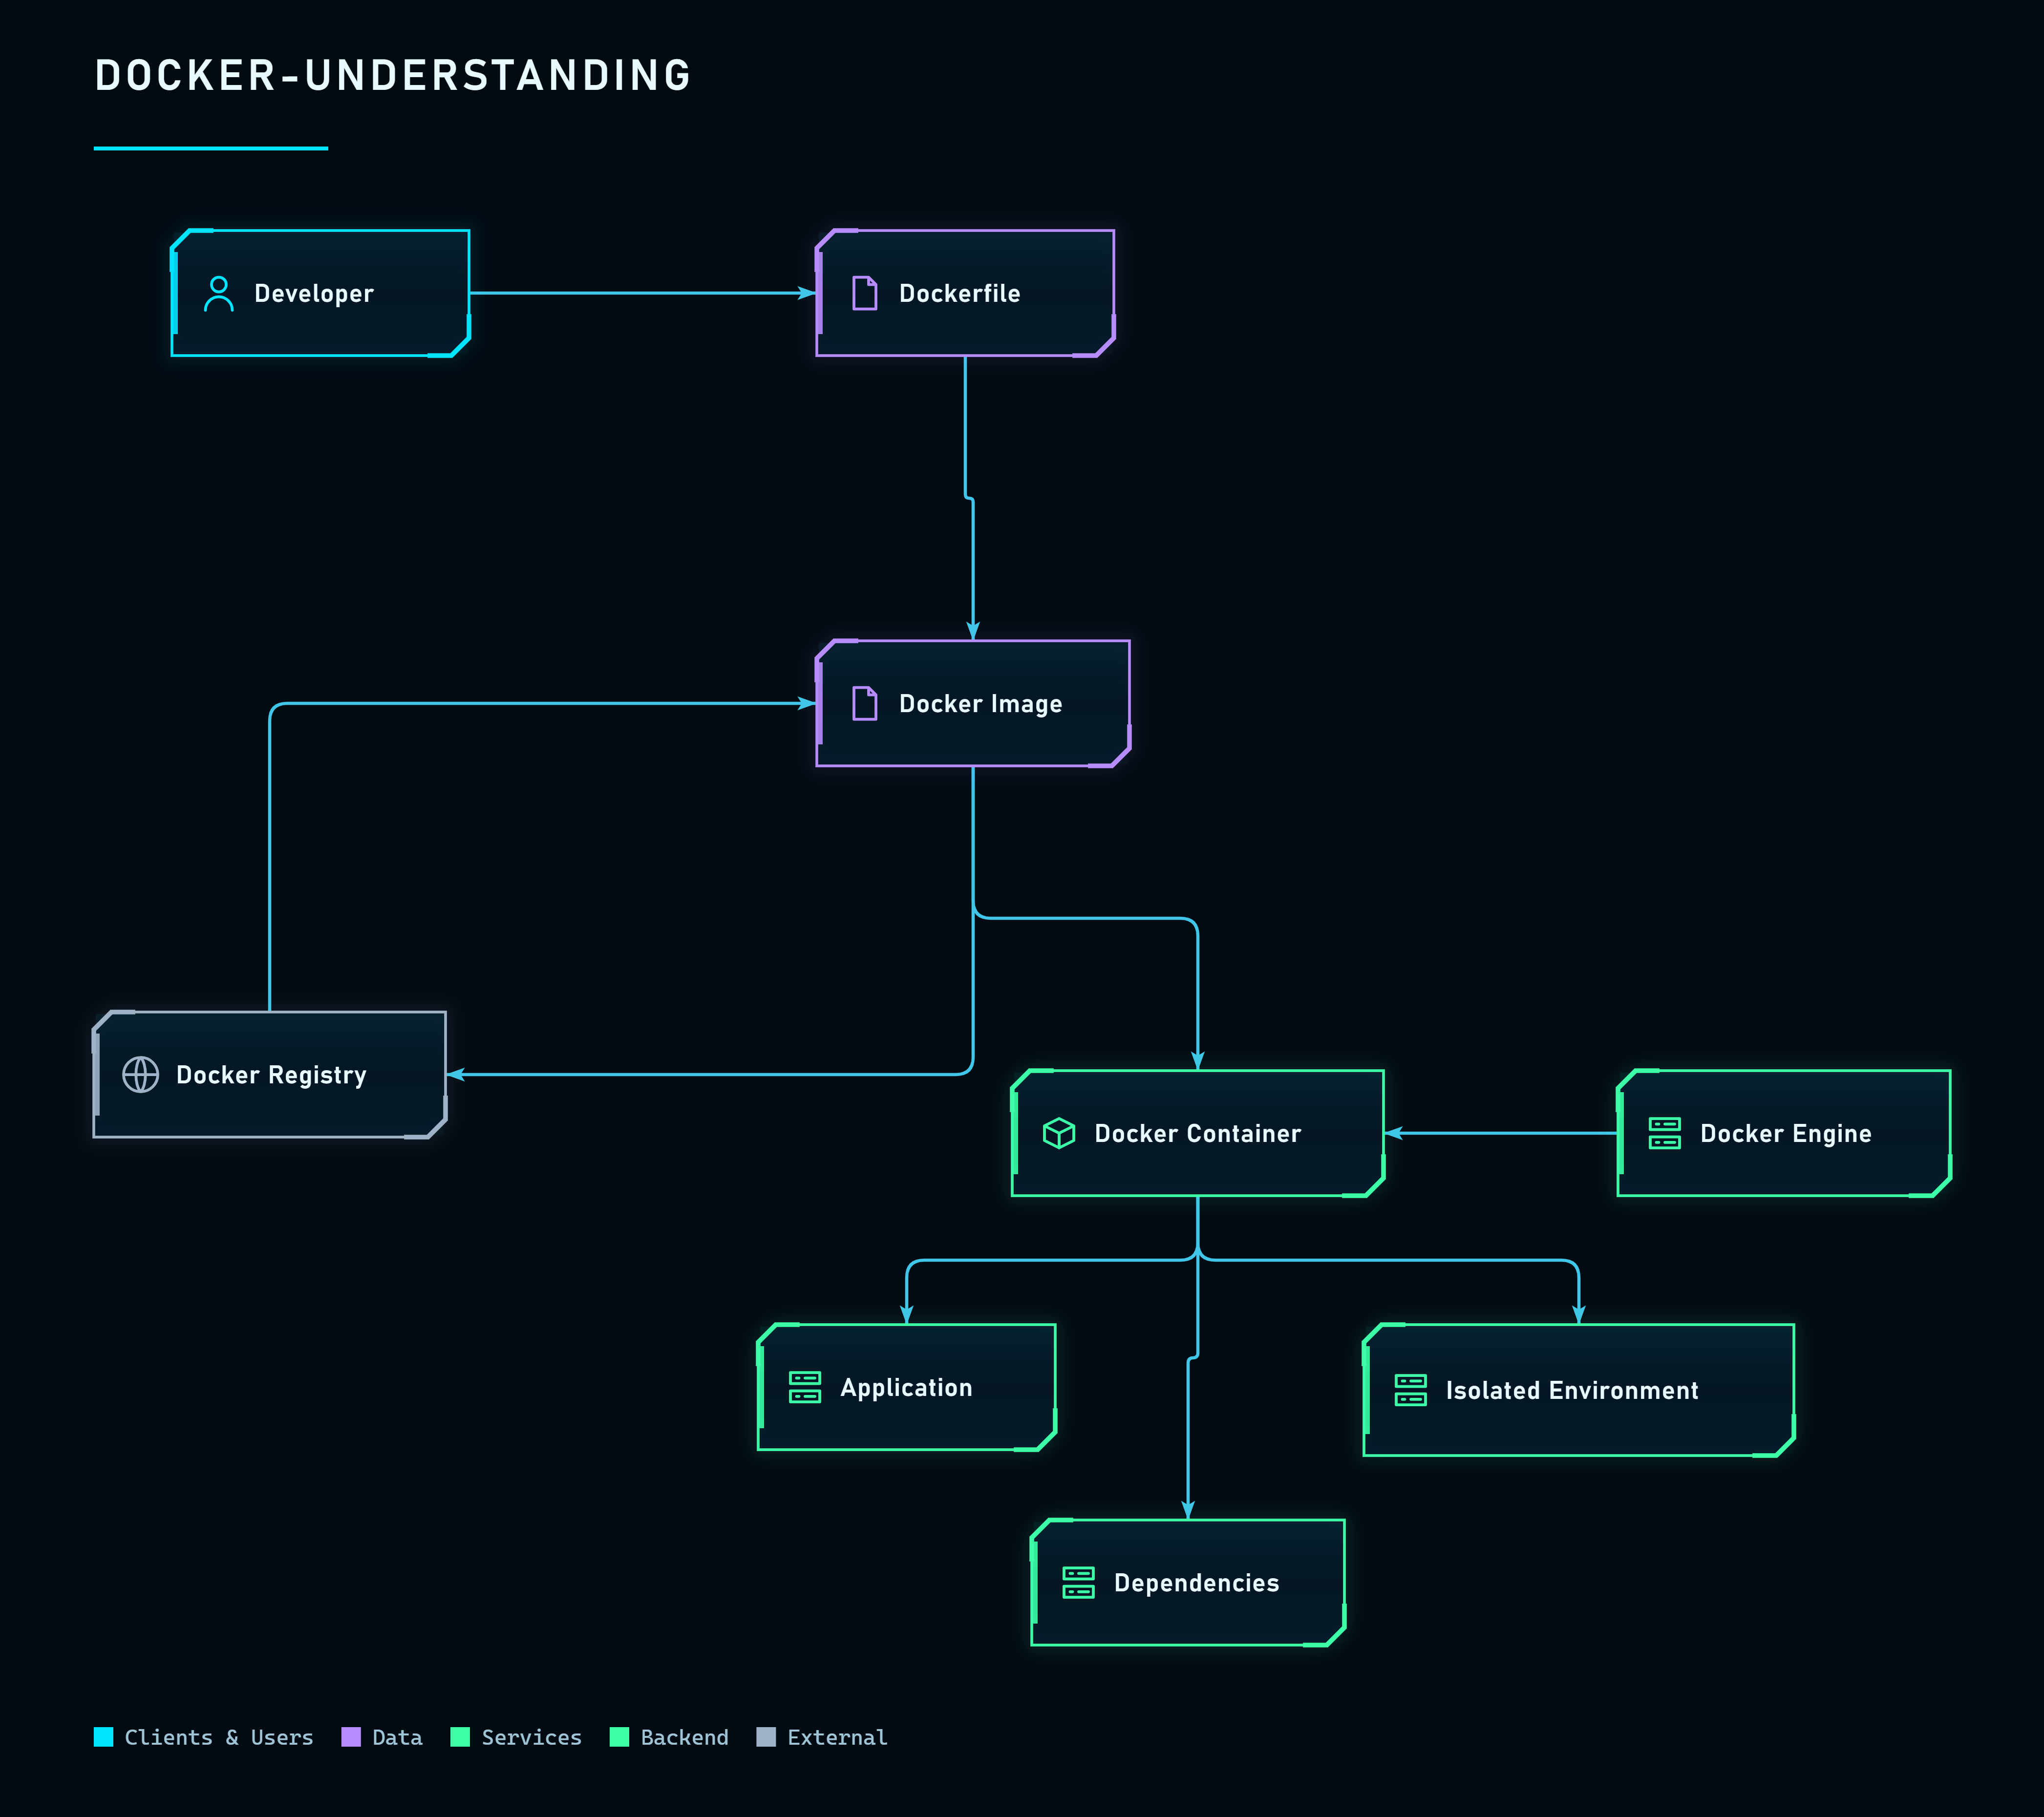 DOCKER-UNDERSTANDING
Developer
Dockerfile
Docker Image
Docker Registry
Docker Container
Docker Engine
Application
Isolated Environment
Dependencies
Clients & Users
Data
Services
Backend
External